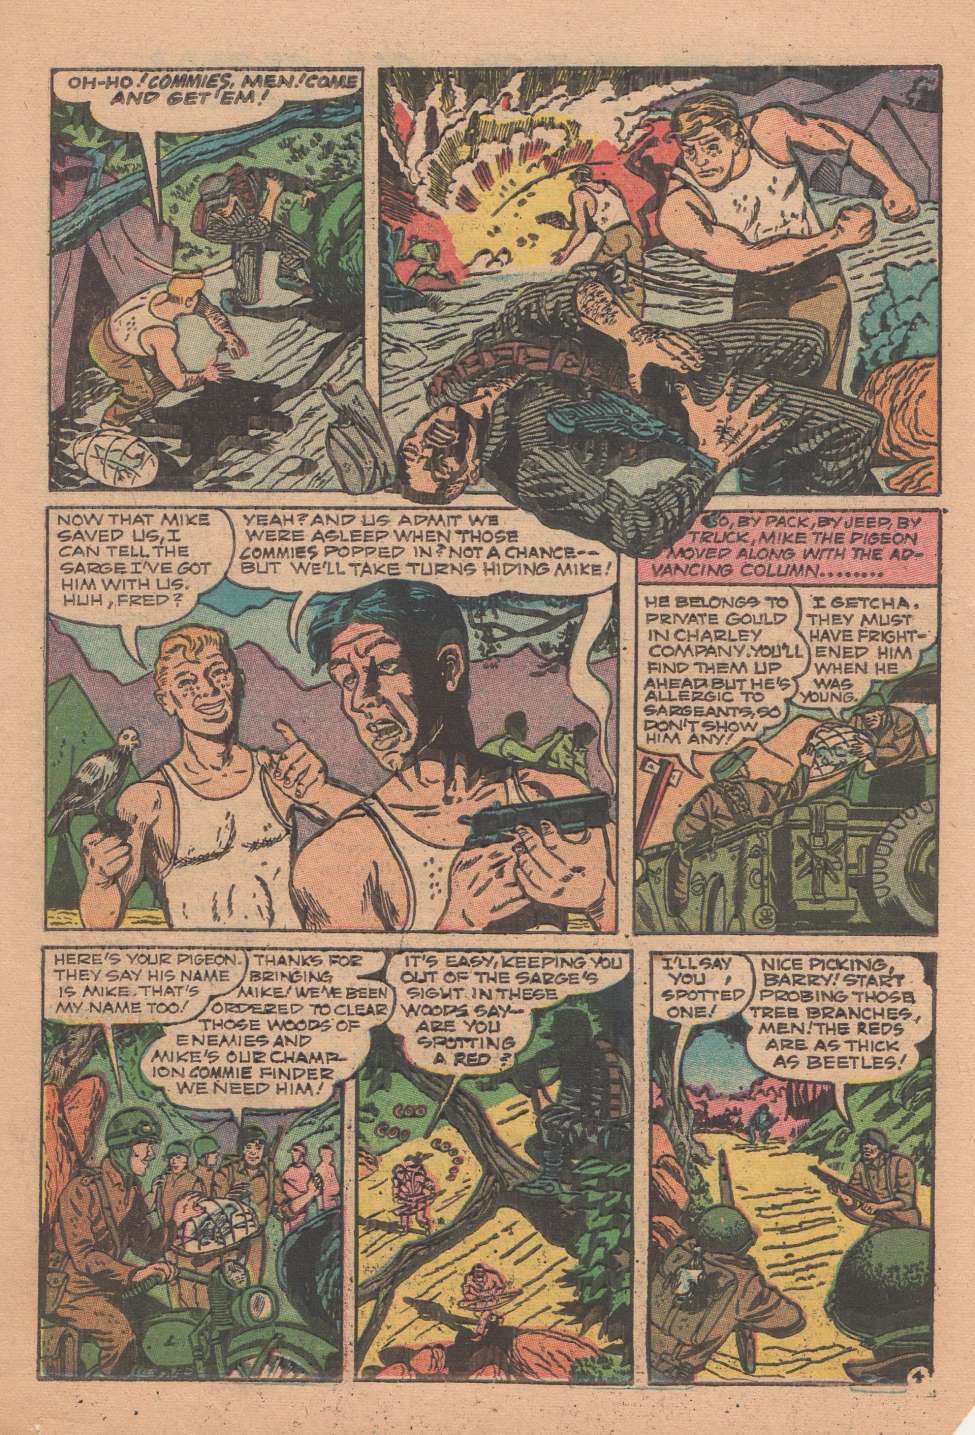 OH-HO! COMMIES, MEN! COME
AND GET 'EM!
NOW THAT MIKE
SAVED US, I
CAN TELL THE
SARGE I'VE GOT
HIM WITH US.
HUH, FRED?
YEAH? AND US ADMIT WE
WERE ASLEEP WHEN THOSE
COMMIES POPPED IN? NOT A CHANCE--
BUT WE'LL TAKE TURNS HIDING MIKE!
SO, BY PACK, BY JEEP, BY
TRUCK, MIKE THE PIGEON
MOVED ALONG WITH THE AD-
VANCING COLUMN........
HE BELONGS TO
PRIVATE GOULD
IN CHARLEY
COMPANY. YOU'LL
FIND THEM UP
AHEAD. BUT HE'S
ALLERGIC TO
SARGEANTS, SO
DON'T SHOW
HIM ANY!
I GETCHA.
THEY MUST
HAVE FRIGHT-
ENED HIM
WHEN HE
WAS
YOUNG.
HERE'S YOUR PIGEON.
THEY SAY HIS NAME
IS MIKE. THAT'S
MY NAME TOO!
THANKS FOR
BRINGING
MIKE! WE'VE BEEN
ORDERED TO CLEAR
THOSE WOODS OF
ENEMIES AND
MIKE'S OUR CHAMP-
ION COMMIE FINDER
WE NEED HIM!
IT'S EASY, KEEPING YOU
OUT OF THE SARGE'S
SIGHT. IN THESE
WOODS SAY--
ARE YOU
SPOTTING
A RED?
COO
COO
COOOO
I'LL SAY
YOU
SPOTTED
ONE!
NICE PICKING,
BARRY! START
PROBING THOSE
TREE BRANCHES,
MEN! THE REDS
ARE AS THICK
AS BEETLES!
4